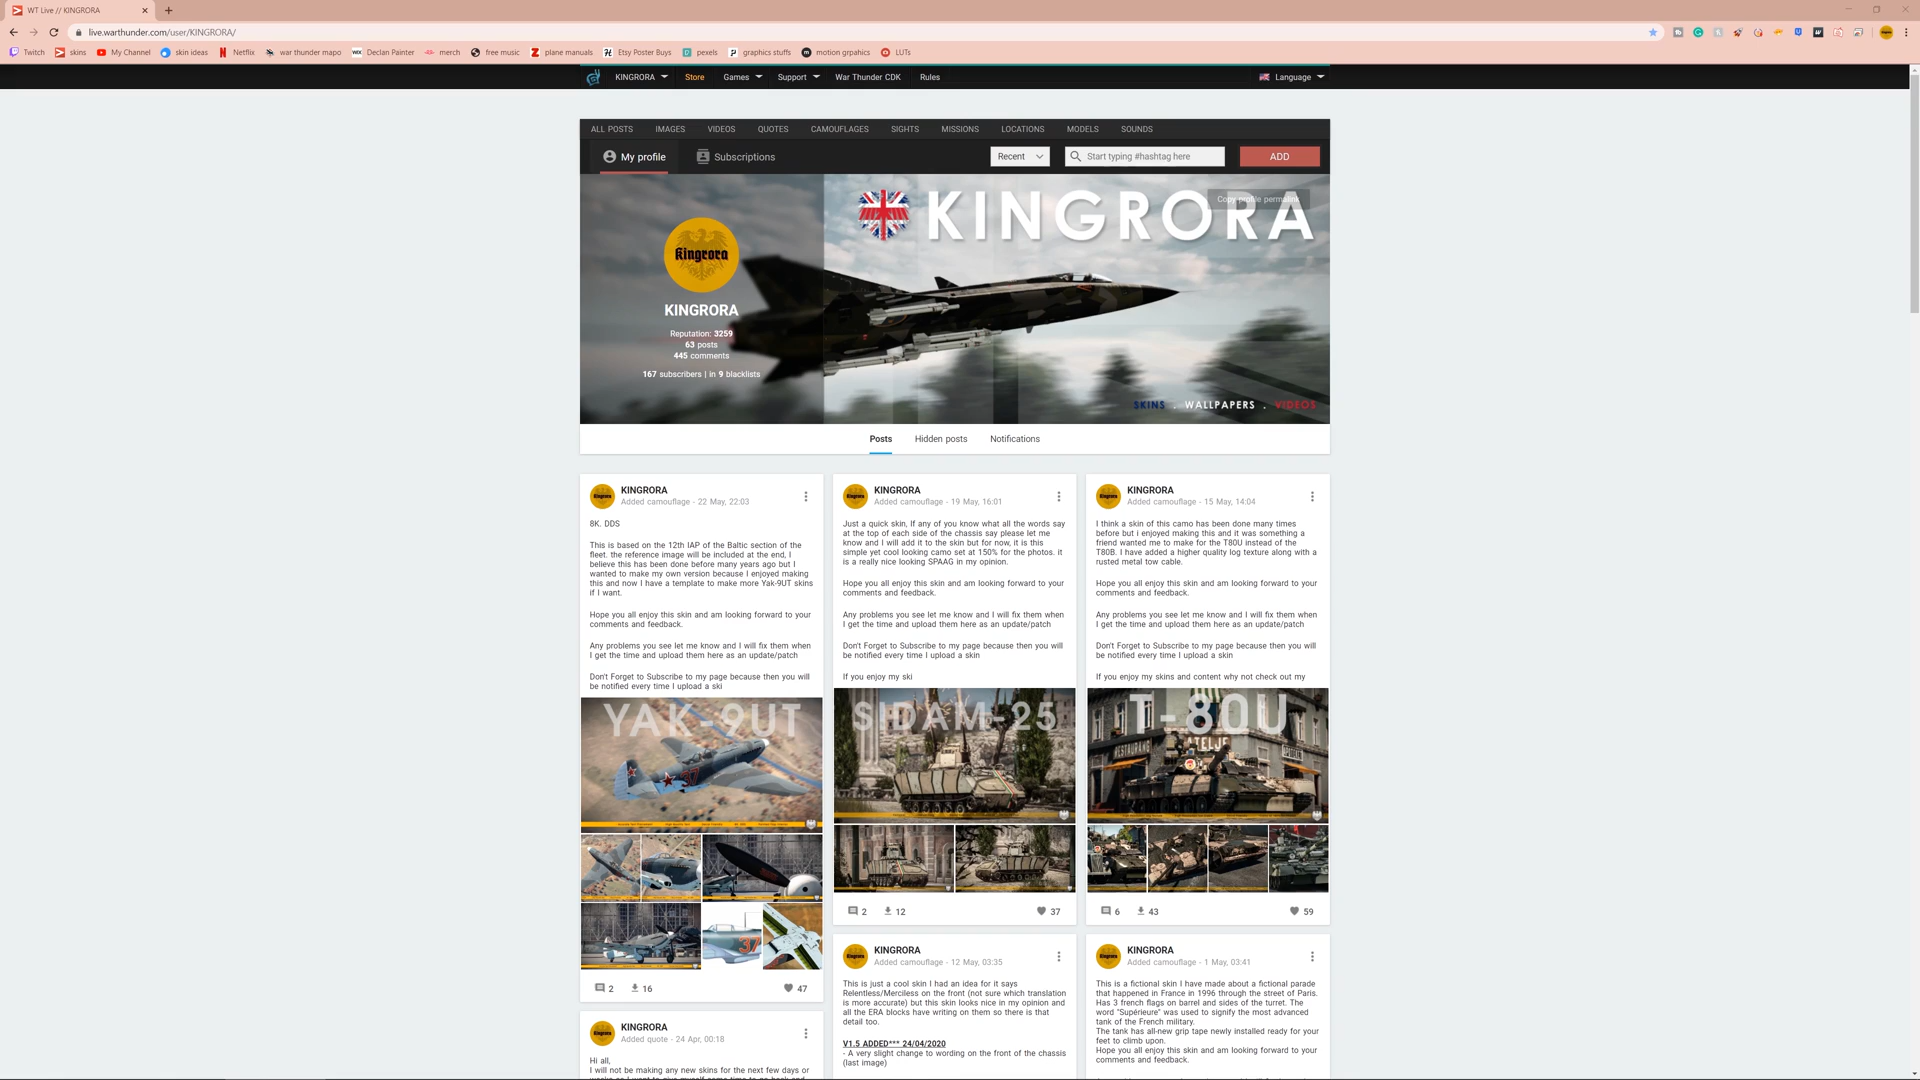 WT Live // KINGRORA
live.warthunder.com/user/KINGRORA/
Twitch skins My Channel skin ideas Netflix war thunder mapo Declan Painter merch free music plane manuals Etsy Poster Buys pexels graphics stuffs motion grpahics LUTs
KINGRORA Store Games Support War Thunder CDK Rules Language
ALL POSTS IMAGES VIDEOS QUOTES CAMOUFLAGES SIGHTS MISSIONS LOCATIONS MODELS SOUNDS
My profile Subscriptions Recent Start typing #hashtag here ADD
KINGRORA
Copy profile permalink
Kingrora
KINGRORA
Reputation: 3259
63 posts
445 comments
167 subscribers | in 9 blacklists
SKINS . WALLPAPERS . VIDEOS
Posts Hidden posts Notifications
KINGRORA
Added camouflage - 22 May, 22:03
8K. DDS
This is based on the 12th IAP of the Baltic section of the
fleet. the reference image will be included at the end, I
believe this has been done before many years ago but I
wanted to make my own version because I enjoyed making
this and now I have a template to make more Yak-9UT skins
if I want.
Hope you all enjoy this skin and am looking forward to your
comments and feedback.
Any problems you see let me know and I will fix them when
I get the time and upload them here as an update/patch
Don't Forget to Subscribe to my page because then you will
be notified every time I upload a ski
YAK-9UT
37
37
2 16 47
KINGRORA
Added quote - 24 Apr, 00:18
Hi all,
I will not be making any new skins for the next few days or
KINGRORA
Added camouflage - 19 May, 16:01
Just a quick skin, If any of you know what all the words say
at the top of each side of the chassis say please let me
know and I will add it to the skin but for now, it is this
simple yet cool looking camo set at 150% for the photos. it
is a really nice looking SPAAG in my opinion.
Hope you all enjoy this skin and am looking forward to your
comments and feedback.
Any problems you see let me know and I will fix them when
I get the time and upload them here as an update/patch
Don't Forget to Subscribe to my page because then you will
be notified every time I upload a skin
If you enjoy my ski
SIDAM-25
2 12 37
KINGRORA
Added camouflage - 12 May, 03:35
This is just a cool skin I had an idea for it says
Relentless/Merciless on the front (not sure which translation
is more accurate) but this skin looks nice in my opinion and
all the ERA blocks have writing on them so there is that
detail too.
V1.5 ADDED*** 24/04/2020
- A very slight change to wording on the front of the chassis
(last image)
KINGRORA
Added camouflage - 15 May, 14:04
I think a skin of this camo has been done many times
before but i enjoyed making this and it was something a
friend wanted me to make for the T80U instead of the
T80B. I have added a higher quality log texture along with a
rusted metal tow cable.
Hope you all enjoy this skin and am looking forward to your
comments and feedback.
Any problems you see let me know and I will fix them when
I get the time and upload them here as an update/patch
Don't Forget to Subscribe to my page because then you will
be notified every time I upload a skin
If you enjoy my skins and content why not check out my
T-80U
RESTAURANG ATELJE
6 43 59
KINGRORA
Added camouflage - 1 May, 03:41
This is a fictional skin I have made about a fictional parade
that happened in France in 1996 through the street of Paris.
Has 3 french flags on barrel and sides of the turret. The
word "Supérieure" was used to signify the most advanced
tank of the French military.
The tank has all-new grip tape newly installed ready for your
feet to climb upon.
Hope you all enjoy this skin and am looking forward to your
comments and feedback.